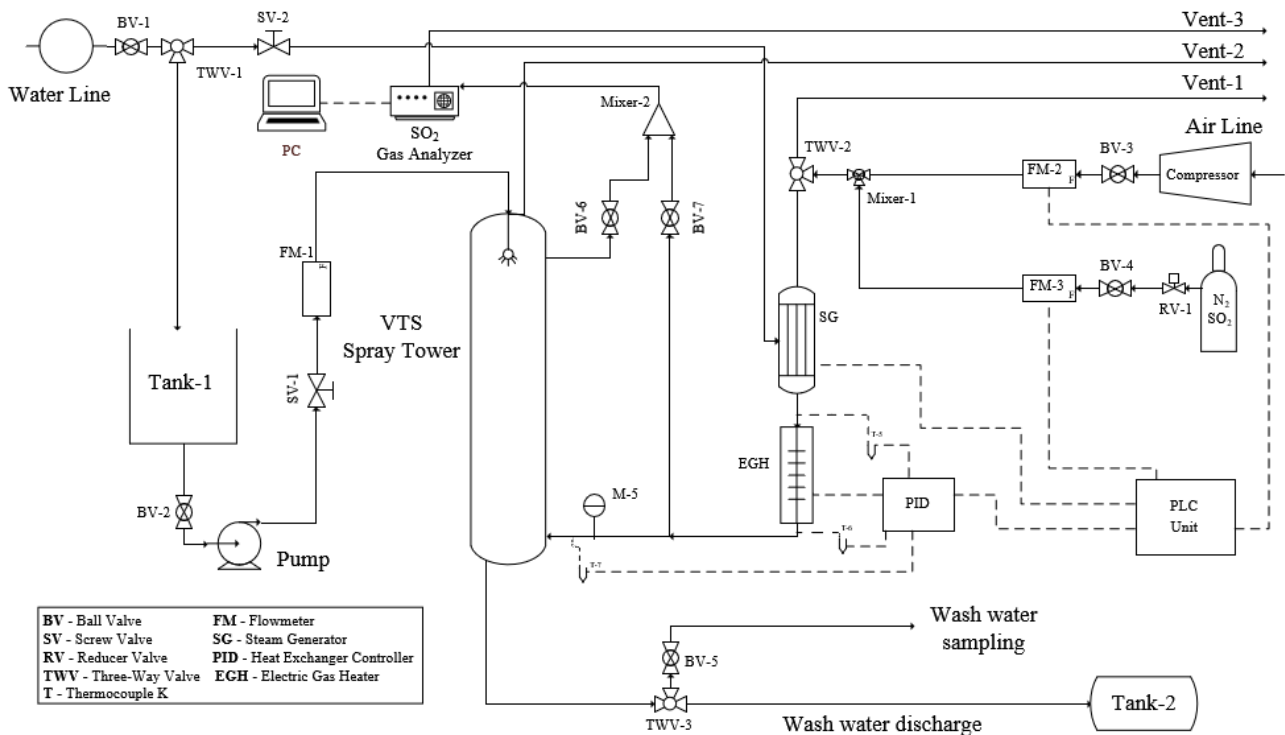 BV-1
SV-2
Vent-3
Vent-2
Vent-1
TWV-1
Water Line
Mixer-2
PC
SO2
Gas Analyzer
Air Line
TWV-2
BV-3
FM-2
F
Compressor
Mixer-1
BV-6
BV-7
FM-1
F
BV-4
FM-3
F
RV-1
N2
SO2
SG
VTS
Spray Tower
Tank-1
SV-1
T-5
EGH
PID
PLC
Unit
M-5
T-6
T-7
BV-2
Pump
BV - Ball Valve
SV - Screw Valve
RV - Reducer Valve
TWV - Three-Way Valve
T - Thermocouple K
FM - Flowmeter
SG - Steam Generator
PID - Heat Exchanger Controller
EGH - Electric Gas Heater
Wash water
sampling
BV-5
TWV-3
Wash water discharge
Tank-2